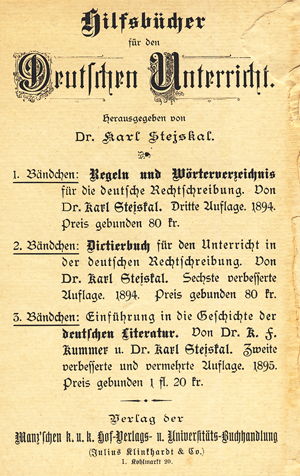 Hilfsbücher
für den
Deutschen Unterricht.
Herausgegeben von
Dr. Karl Stejskal.
1. Bändchen: Regeln und Wörterverzeichnis
für die deutsche Rechtschreibung. Von
Dr. Karl Stejskal. Dritte Auflage. 1894.
Preis gebunden 80 kr.
2. Bändchen: Dictierbuch für den Unterricht in
der deutschen Rechtschreibung. Von
Dr. Karl Stejskal. Sechste verbesserte
Auflage. 1894. Preis gebunden 80 kr.
3. Bändchen: Einführung in die Geschichte der
deutschen Literatur. Von Dr. K. F.
Kummer u. Dr. Karl Stejskal. Zweite
verbesserte und vermehrte Auflage. 1895.
Preis gebunden 1 fl. 20 kr.
Verlag der
Manz'schen k. u. k. Hof-Verlags- u. Universitäts-Buchhandlung
(Julius Klinkhardt & Co.)
I. Kohlmarkt 20.